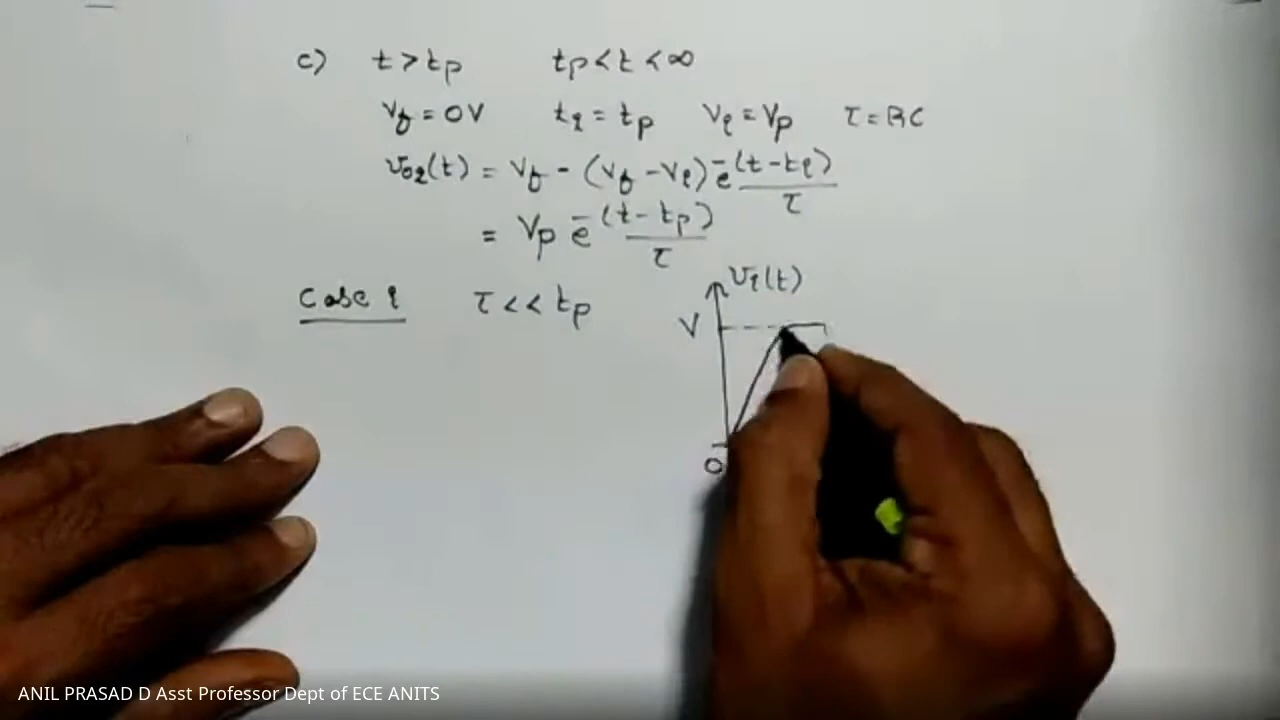 c) t > tp tp < t < ∞
Vf = 0V ti = tp Vi = Vp τ = RC
vo2(t) = Vf - (Vf - Vi) e^-(t - ti)/τ
= Vp e^-(t - tp)/τ
Case 1 τ << tp
vi(t)
V
0
ANIL PRASAD D Asst Professor Dept of ECE ANITS